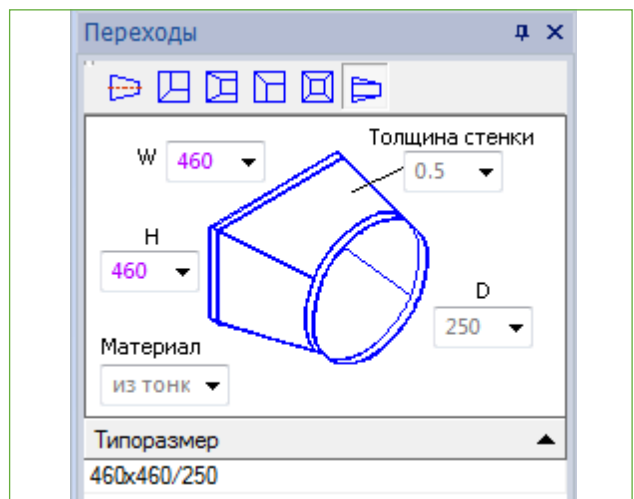 Переходы
W 460
Толщина стенки
0.5
H
460
D
250
Материал
из тонк
Типоразмер
460x460/250